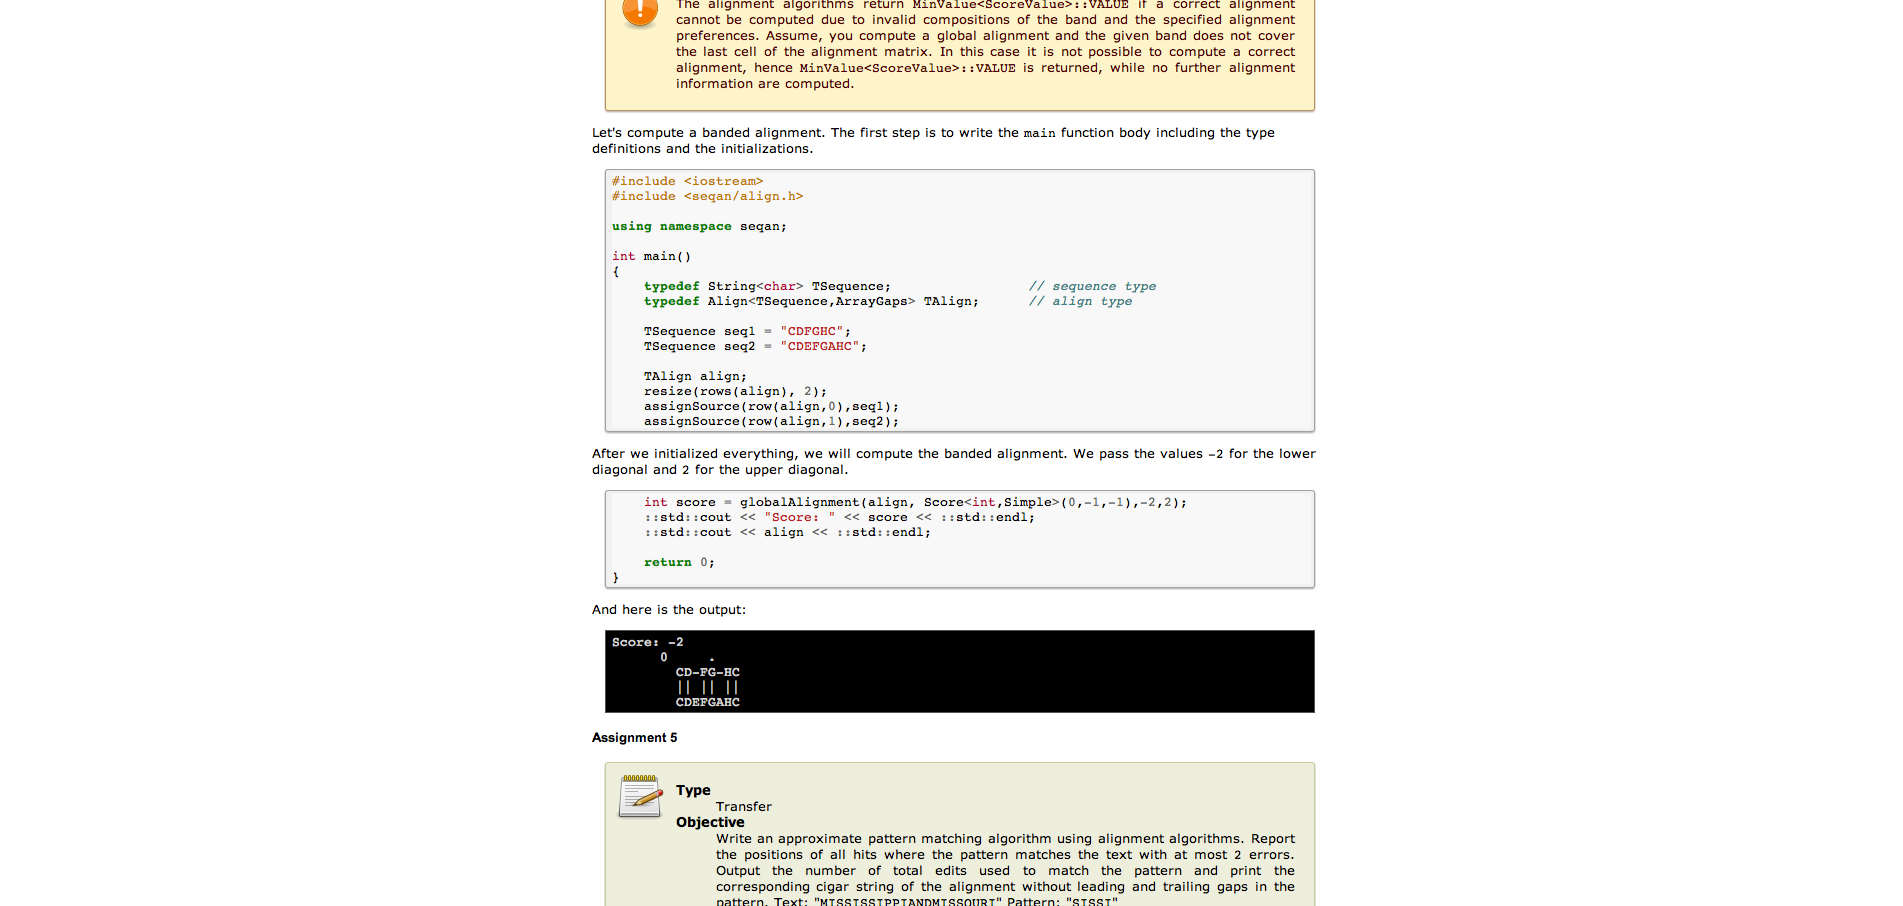 The alignment algorithms return MinValue<ScoreValue>::VALUE if a correct alignment
cannot be computed due to invalid compositions of the band and the specified alignment
preferences. Assume, you compute a global alignment and the given band does not cover
the last cell of the alignment matrix. In this case it is not possible to compute a correct
alignment, hence MinValue<ScoreValue>::VALUE is returned, while no further alignment
information are computed.
Let's compute a banded alignment. The first step is to write the main function body including the type
definitions and the initializations.
#include <iostream>
#include <seqan/align.h>
using namespace seqan;
int main()
{
    typedef String<char> TSequence;                 // sequence type
    typedef Align<TSequence,ArrayGaps> TAlign;      // align type
    TSequence seq1 = "CDFGHC";
    TSequence seq2 = "CDEFGAHC";
    TAlign align;
    resize(rows(align), 2);
    assignSource(row(align,0),seq1);
    assignSource(row(align,1),seq2);
After we initialized everything, we will compute the banded alignment. We pass the values -2 for the lower
diagonal and 2 for the upper diagonal.
    int score = globalAlignment(align, Score<int,Simple>(0,-1,-1),-2,2);
    ::std::cout << "Score: " << score << ::std::endl;
    ::std::cout << align << ::std::endl;
    return 0;
}
And here is the output:
Score: -2
      0     .
        CD-FG-HC
        || || ||
        CDEFGAHC
Assignment 5
Type
Transfer
Objective
Write an approximate pattern matching algorithm using alignment algorithms. Report
the positions of all hits where the pattern matches the text with at most 2 errors.
Output the number of total edits used to match the pattern and print the
corresponding cigar string of the alignment without leading and trailing gaps in the
pattern. Text: "MISSISSIPPIANDMISSOURI" Pattern: "SISSI"